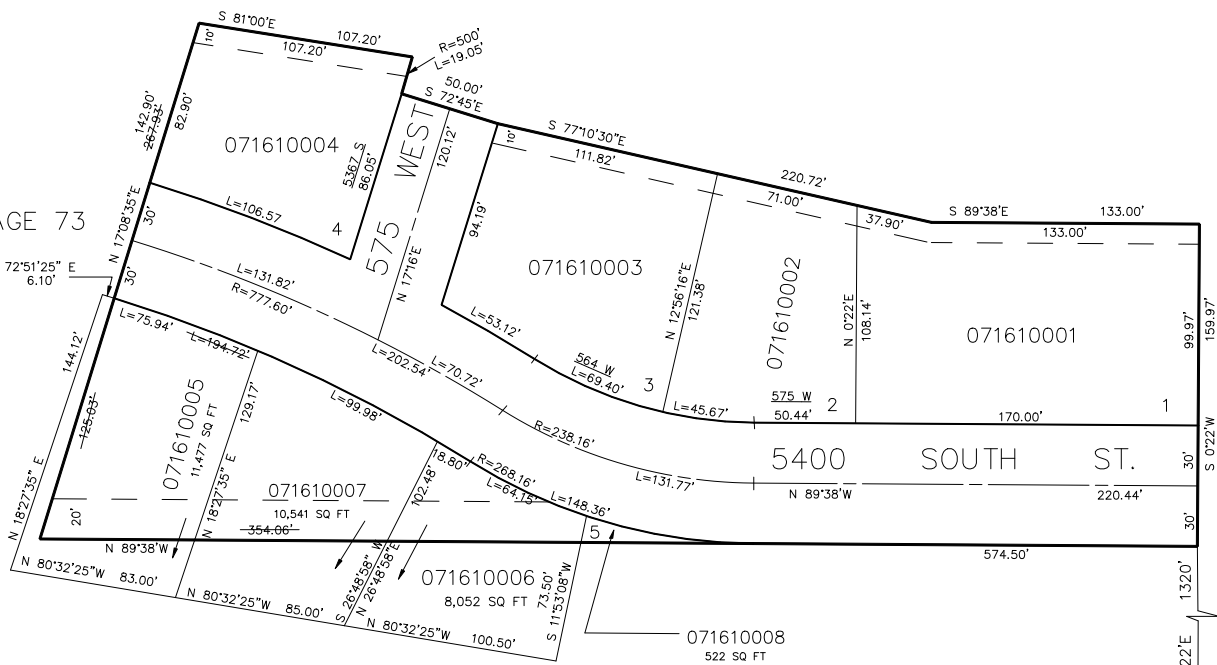 S 81°00'E
107.20'
10'
107.20'
R=500'
L=19.05'
50.00'
S 72°45'E
142.90'
267.93'
82.90'
071610004
5367 S
86.05'
575 WEST
120.12'
10'
S 77°10'30"E
111.82'
220.72'
71.00'
37.90'
S 89°38'E
133.00'
133.00'
AGE 73
N 17°08'35"E
30'
30'
L=106.57
4
94.19'
071610003
N 12°56'16"E
121.38'
071610002
N 0°22'E
108.14'
071610001
99.97'
159.97'
72°51'25" E
6.10'
L=131.82'
R=777.60'
N 17°16'E
L=53.12'
L=75.94'
L=194.72'
L=202.54'
L=70.72'
564 W
L=69.40'
3
L=45.67'
575 W
50.44'
2
170.00'
1
144.12'
125.03'
071610005
11,477 SQ FT
129.17'
L=99.98'
R=238.16'
5400 SOUTH ST.
30'
S 0°22'W
18.80'
R=268.16'
L=131.77'
N 89°38'W
220.44'
102.48'
L=64.15'
L=148.36'
30'
N 18°27'35" E
20'
N 18°27'35" E
071610007
10,541 SQ FT
354.06'
5
N 89°38'W
574.50'
N 80°32'25"W
83.00'
N 80°32'25"W
85.00'
S 26°48'58" W
N 26°48'58"E
071610006
8,052 SQ FT
73.50'
S 11°53'08"W
N 80°32'25"W
100.50'
071610008
522 SQ FT
1320'
22'E